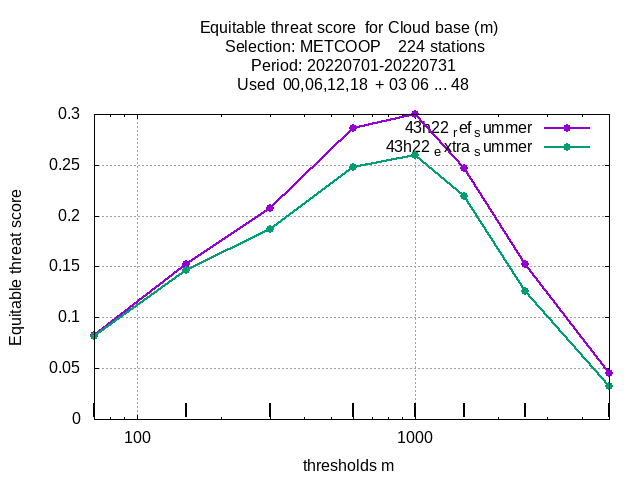 Equitable threat score for Cloud base (m)
Selection: METCOOP 224 stations
Period: 20220701-20220731
Used 00,06,12,18 + 03 06 ... 48
0.3
43h22 ref summer
43h22 extra summer
0.25
0.2
0.15
0.1
0.05
0
Equitable threat score
100
1000
thresholds m